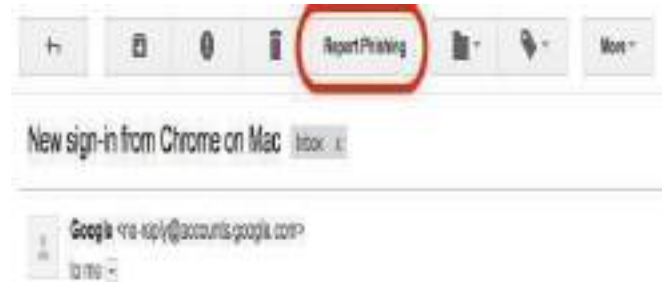 Report Phishing More
New sign-in from Chrome on Mac Inbox x
Google <no-reply@accounts.google.com>
to me